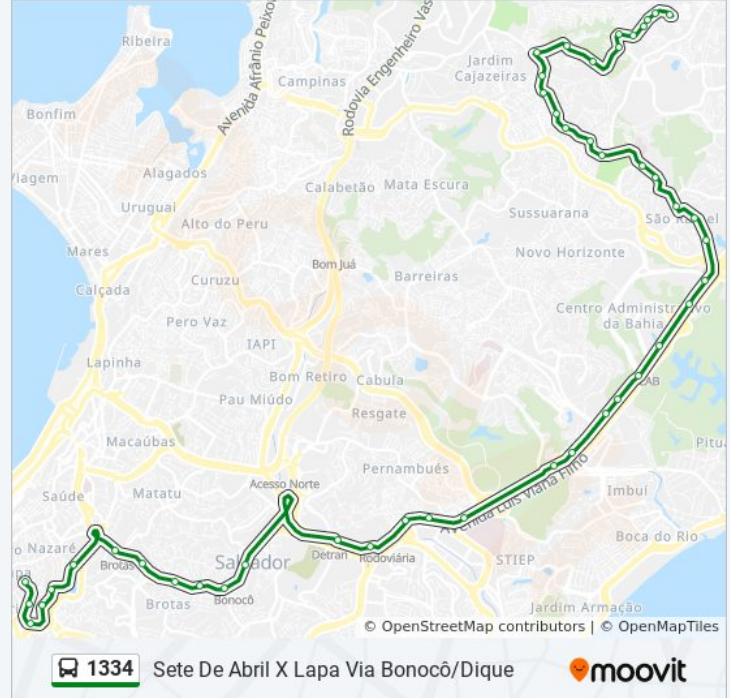 Ribeira
Avenida Afrânio Peixo
Rodovia Engenheiro Vas
Jardim
Cajazeiras
Campinas
Bonfim
Viagem
Alagados
Calabetão
Mata Escura
Uruguai
Alto do Peru
Sussuarana
São Rafael
Mares
Bom Juá
Novo Horizonte
Calçada
Curuzu
Barreiras
Pero Vaz
Centro Administrativo
da Bahia
IAPI
Lapinha
Bom Retiro
Cabula
CAB
Pau Miúdo
Resgate
Macaúbas
Pitu
Pernambués
Acesso Norte
Saúde
Matatu
Avenida Luís Viana Filho
Imbuí
Boca do Rio
Nazaré
Salvador
Detran
Rodoviária
STIEP
Brotas
Brotas
Bonocô
Jardim Armação
© OpenStreetMap contributors | © OpenMapTiles
1334 Sete De Abril X Lapa Via Bonocô/Dique
moovit